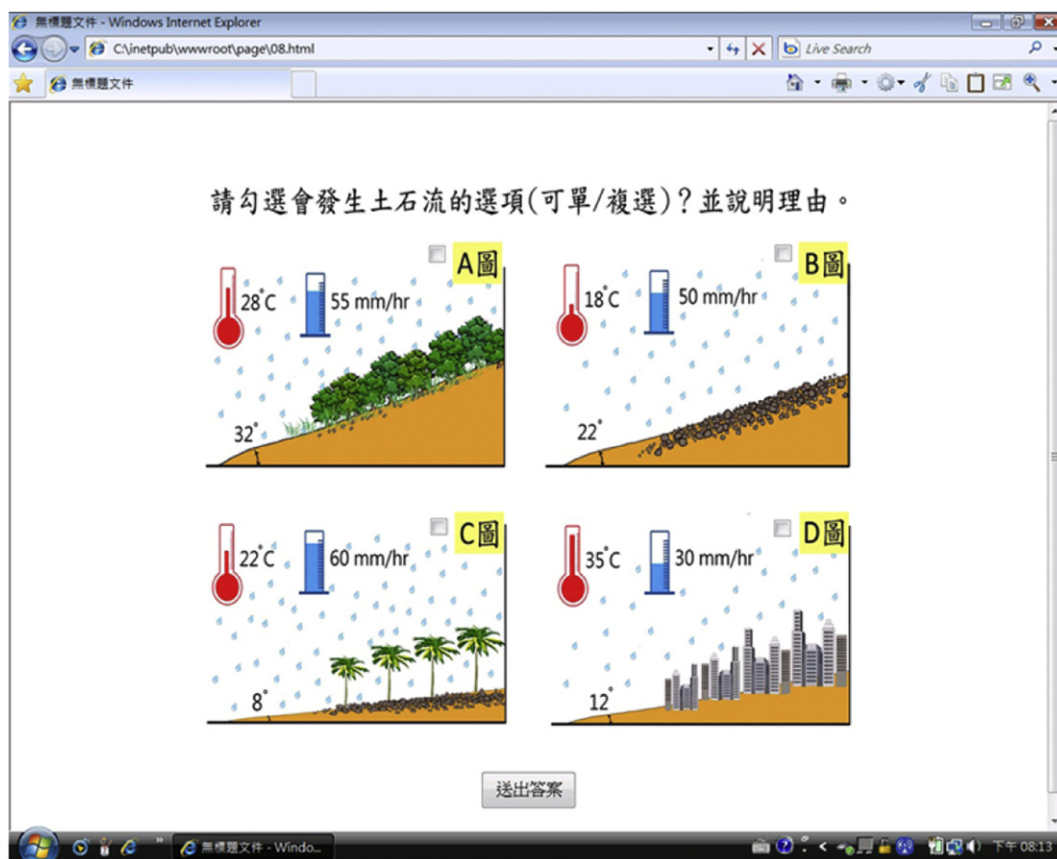 無標題文件 - Windows Internet Explorer
C:\inetpub\wwwroot\page\08.html
Live Search
無標題文件
請勾選會發生土石流的選項(可單/複選)?並說明理由。
A圖
28°C
55 mm/hr
32°
B圖
18°C
50 mm/hr
22°
C圖
22°C
60 mm/hr
8°
D圖
35°C
30 mm/hr
12°
送出答案
無標題文件 - Windo...
下午 08:13